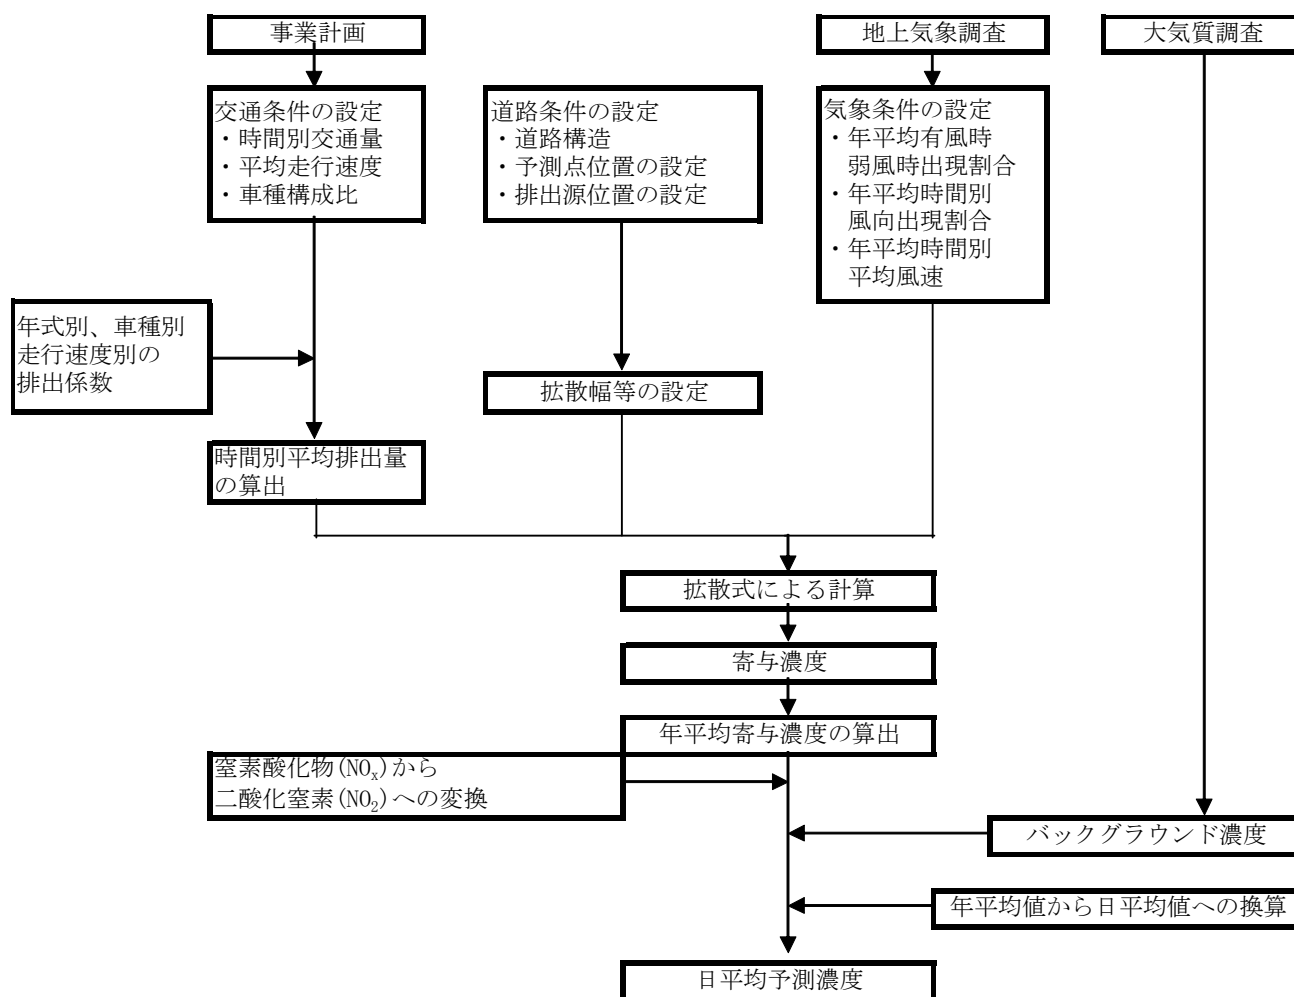 事業計画
地上気象調査
大気質調査
交通条件の設定
・時間別交通量
・平均走行速度
・車種構成比
道路条件の設定
・道路構造
・予測点位置の設定
・排出源位置の設定
気象条件の設定
・年平均有風時
弱風時出現割合
・年平均時間別
風向出現割合
・年平均時間別
平均風速
年式別、車種別
走行速度別の
排出係数
拡散幅等の設定
時間別平均排出量
の算出
拡散式による計算
寄与濃度
年平均寄与濃度の算出
窒素酸化物(NOx)から
二酸化窒素(NO2)への変換
バックグラウンド濃度
年平均値から日平均値への換算
日平均予測濃度